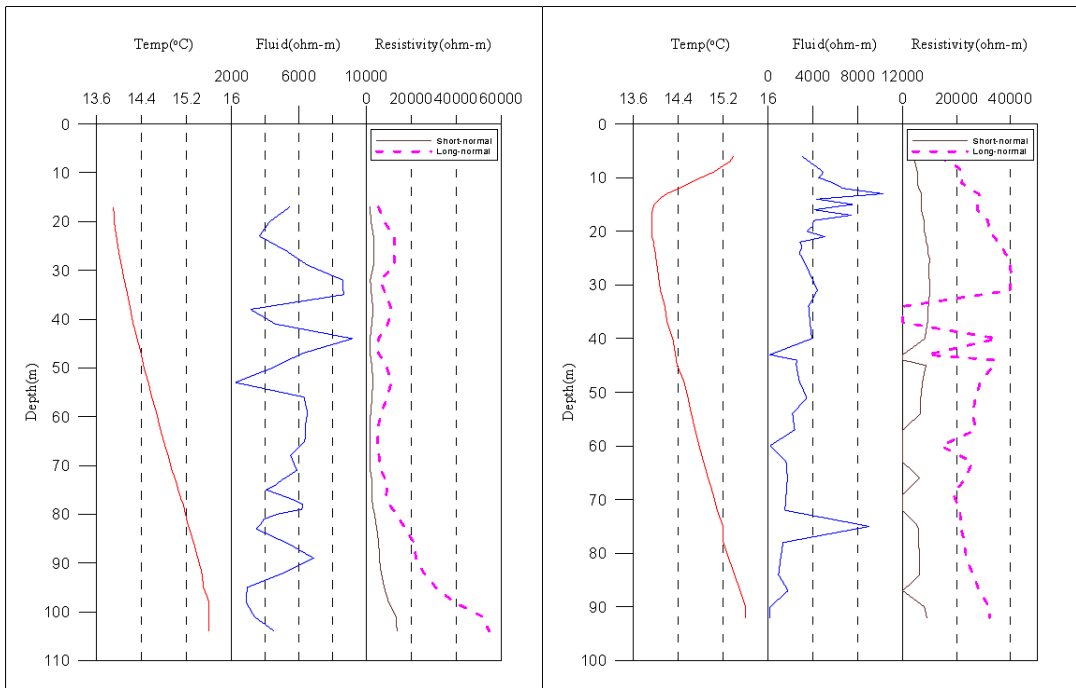 Temp(ºC) Fluid(ohm-m) Resistivity(ohm-m)
2000 6000 10000
13.6 14.4 15.2 16 0 20000 40000 60000
Short-normal
Long-normal
0
10
20
30
40
50
60
70
80
90
100
110
Depth(m)
Temp(ºC) Fluid(ohm-m) Resistivity(ohm-m)
0 4000 8000 12000
13.6 14.4 15.2 16 0 20000 40000
Short-normal
Long-normal
0
10
20
30
40
50
60
70
80
90
100
Depth(m)